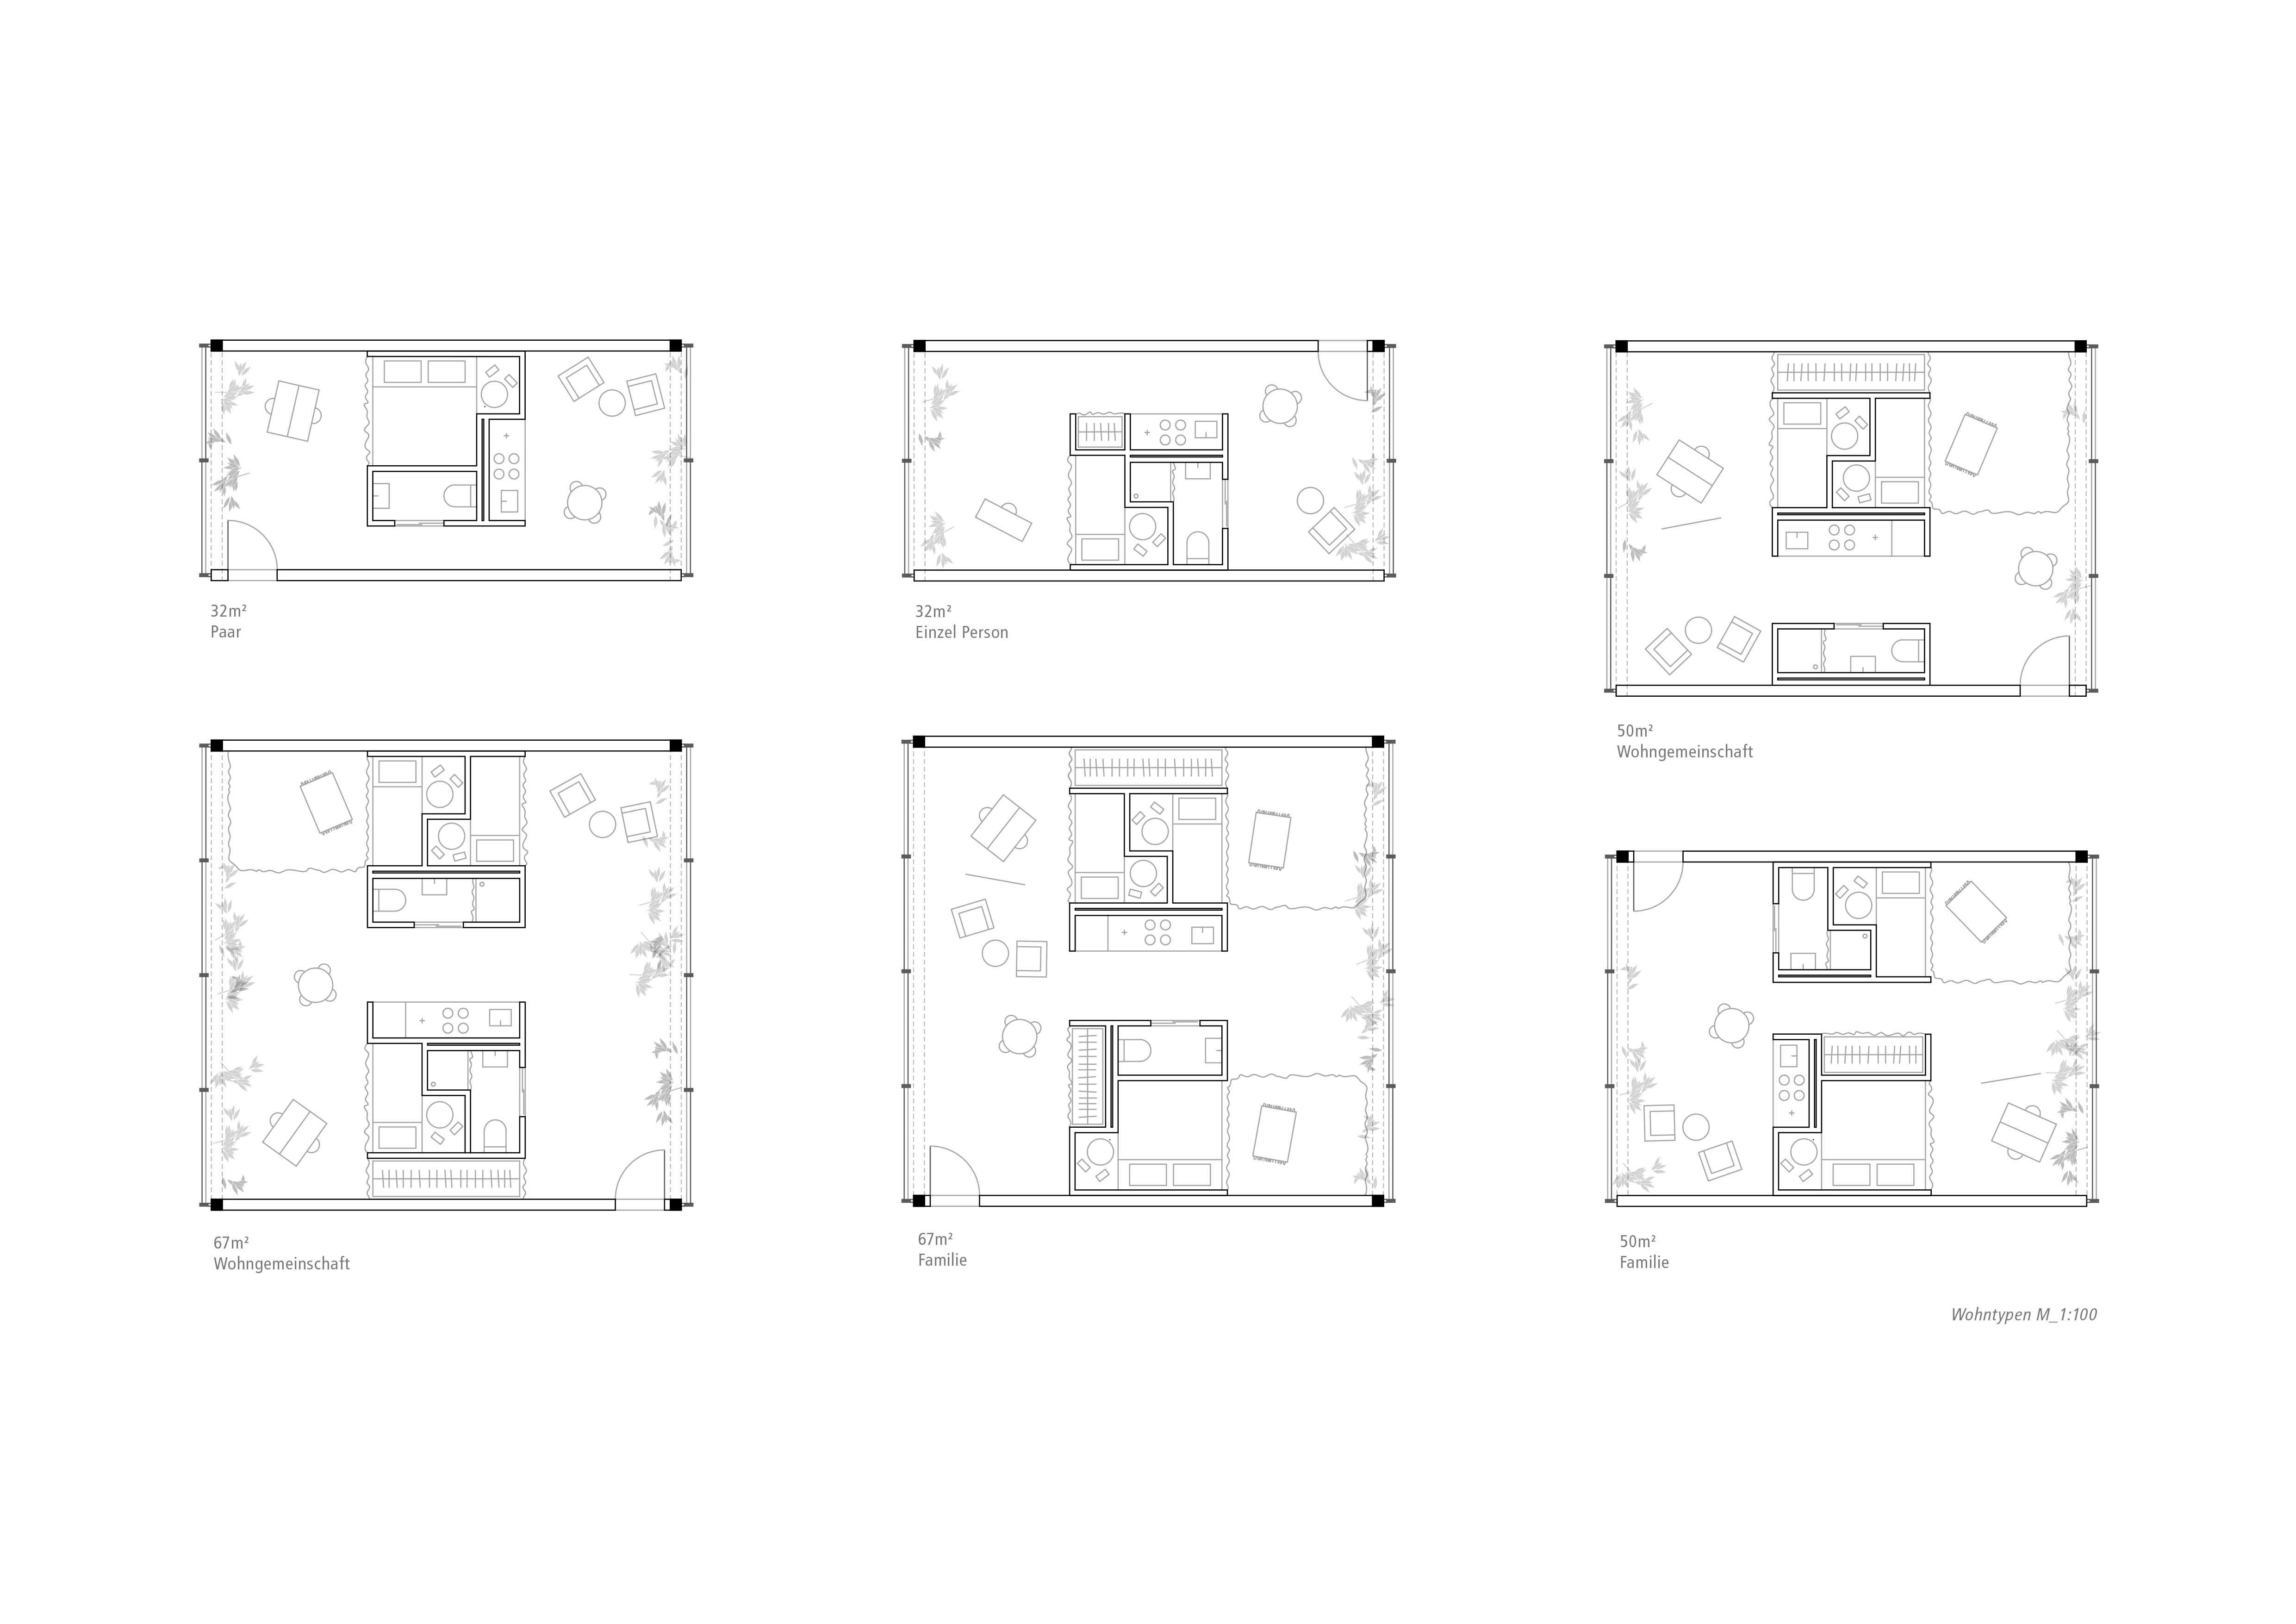 32m²
Paar
32m²
Einzel Person
50m²
Wohngemeinschaft
67m²
Wohngemeinschaft
67m²
Familie
50m²
Familie
Wohntypen M_1:100